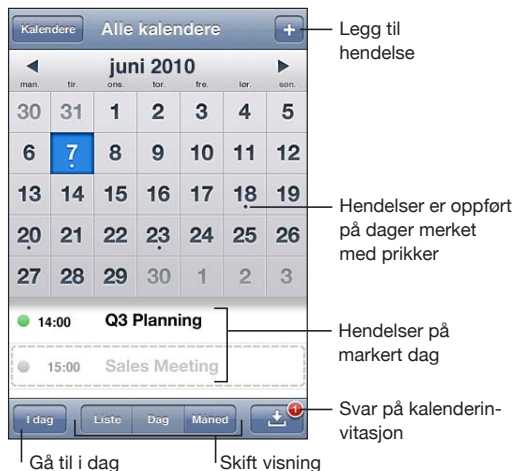 Kalendere Alle kalendere +
Legg til
hendelse
juni 2010
man. tir. ons. tor. fre. lør. søn.
30 31 1 2 3 4 5
6 7 8 9 10 11 12
13 14 15 16 17 18 19
20 21 22 23 24 25 26
27 28 29 30 1 2 3
Hendelser er oppført
på dager merket
med prikker
14:00 Q3 Planning
15:00 Sales Meeting
Hendelser på
markert dag
I dag Liste Dag Måned 1
Svar på kalenderin-
vitasjon
Gå til i dag
Skift visning